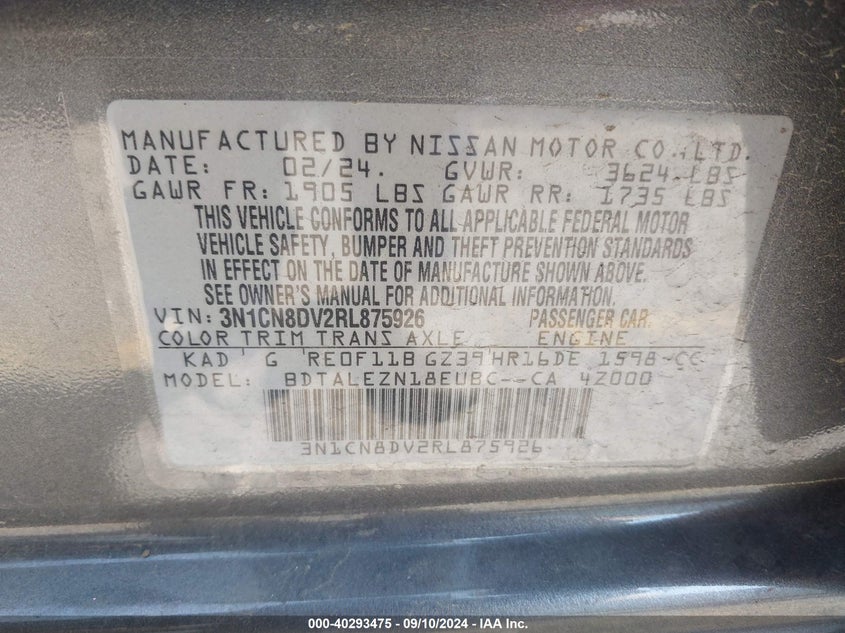 MANUFACTURED BY NISSAN MOTOR CO.,LTD.
DATE: 02/24. GVWR: 3624 LBS
GAWR FR: 1905 LBS GAWR RR: 1735 LBS
THIS VEHICLE CONFORMS TO ALL APPLICABLE FEDERAL MOTOR
VEHICLE SAFETY, BUMPER AND THEFT PREVENTION STANDARDS
IN EFFECT ON THE DATE OF MANUFACTURE SHOWN ABOVE.
SEE OWNER'S MANUAL FOR ADDITIONAL INFORMATION.
VIN: 3N1CN8DV2RL875926 PASSENGER CAR
COLOR TRIM TRANS AXLE ENGINE
KAD G RE0F11B GZ39 HR16DE 1598-CC
MODEL: BDTALEZN18EUBC--CA 4Z000
3N1CN8DV2RL875926
000-40293475 - 09/10/2024 - IAA Inc.